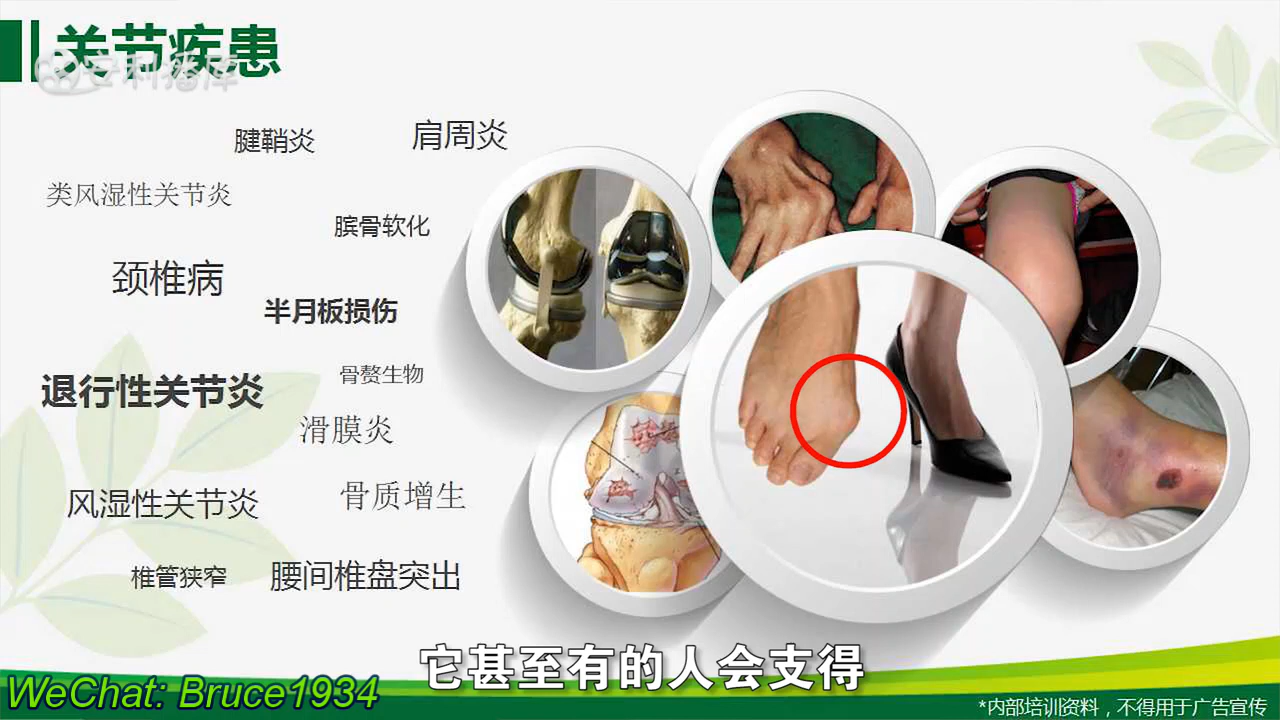 关节疾患
安利播库
腱鞘炎
肩周炎
类风湿性关节炎
髌骨软化
颈椎病
半月板损伤
退行性关节炎
骨赘生物
滑膜炎
风湿性关节炎
骨质增生
椎管狭窄
腰间椎盘突出
它甚至有的人会支得
WeChat: Bruce1934
*内部培训资料，不得用于广告宣传